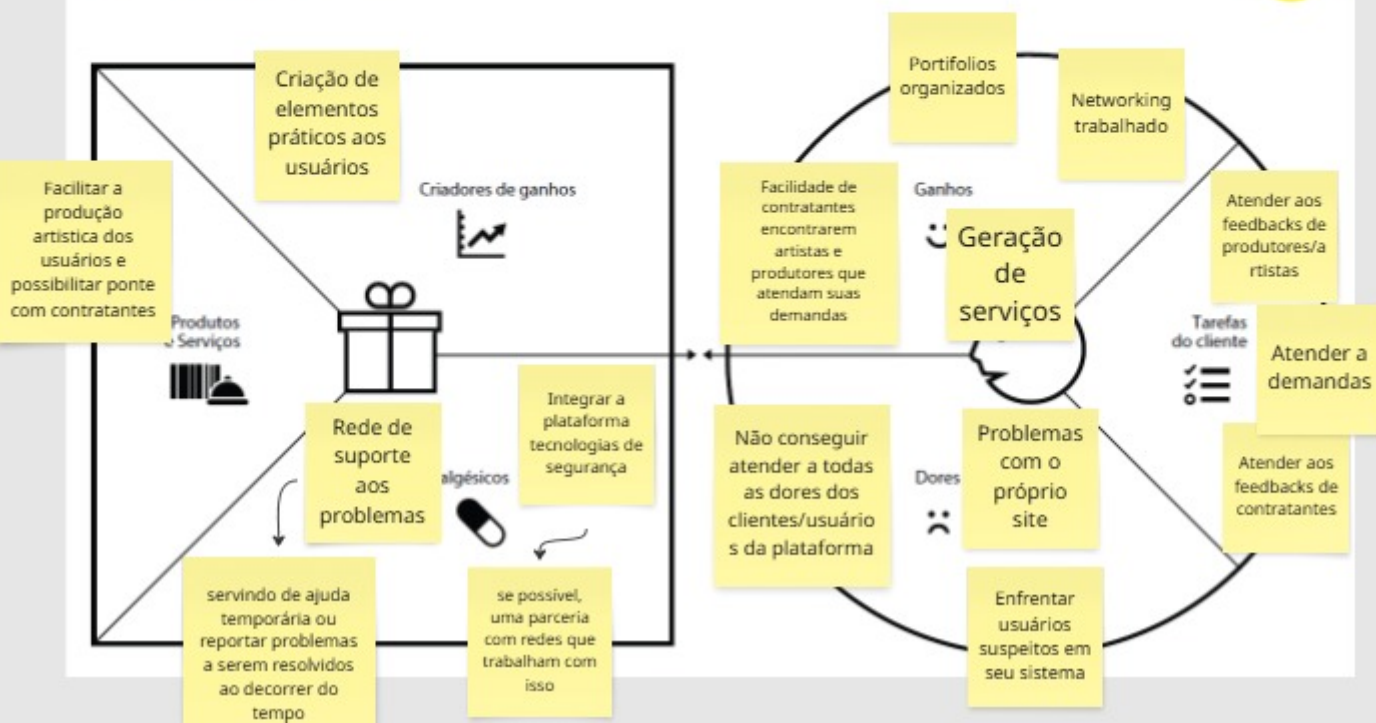 Criação de
elementos
práticos aos
usuários
Facilitar a
produção
artistica dos
usuários e
possibilitar ponte
com contratantes
Criadores de ganhos
Produtos
e Serviços
Rede de
suporte
aos
problemas
Integrar a
plataforma
tecnologias de
segurança
algésicos
servindo de ajuda
temporária ou
reportar problemas
a serem resolvidos
ao decorrer do
tempo
se possível,
uma parceria
com redes que
trabalham com
isso
Portifolios
organizados
Networking
trabalhado
Facilidade de
contratantes
encontrarem
artistas e
produtores que
atendam suas
demandas
Ganhos
Geração
de
serviços
Atender aos
feedbacks de
produtores/a
rtistas
Tarefas
do cliente
Atender a
demandas
Atender aos
feedbacks de
contratantes
Não conseguir
atender a todas
as dores dos
clientes/usuário
s da plataforma
Dores
Problemas
com o
próprio
site
Enfrentar
usuários
suspeitos em
seu sistema